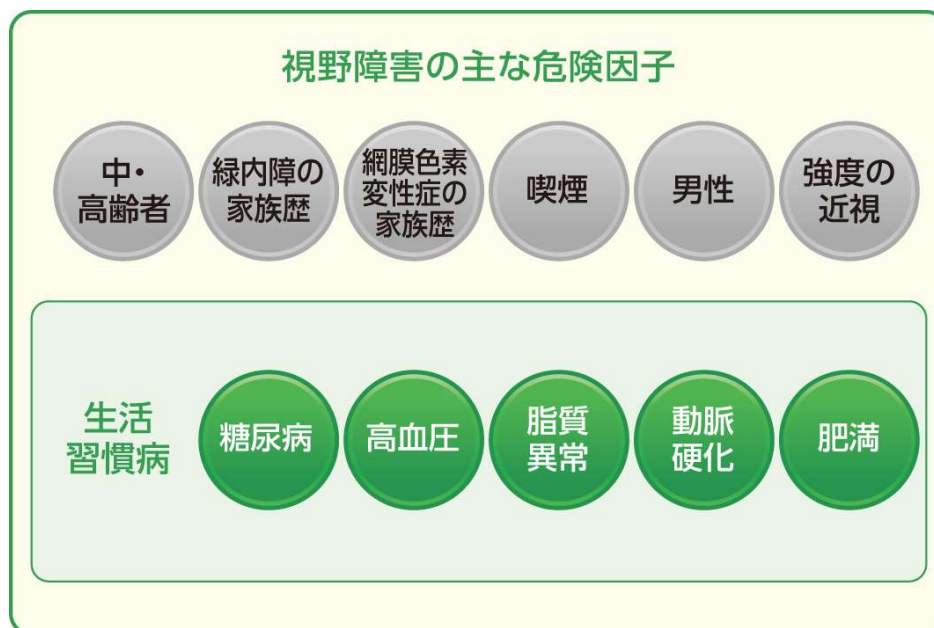 視野障害の主な危険因子
中・
高齢者
緑内障の
家族歴
網膜色素
変性症の
家族歴
喫煙
男性
強度の
近視
生活
習慣病
糖尿病
高血圧
脂質
異常
動脈
硬化
肥満